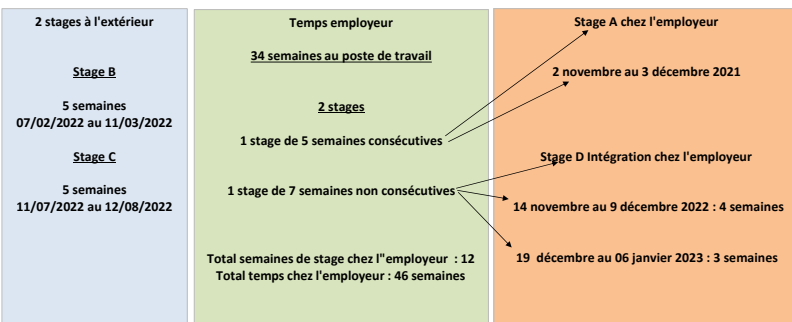 2 stages à l'extérieur
Stage B
5 semaines
07/02/2022 au 11/03/2022
Stage C
5 semaines
11/07/2022 au 12/08/2022
Temps employeur
34 semaines au poste de travail
2 stages
1 stage de 5 semaines consécutives
1 stage de 7 semaines non consécutives
Total semaines de stage chez l"employeur : 12
Total temps chez l'employeur : 46 semaines
Stage A chez l'employeur
2 novembre au 3 décembre 2021
Stage D Intégration chez l'employeur
14 novembre au 9 décembre 2022 : 4 semaines
19 décembre au 06 janvier 2023 : 3 semaines